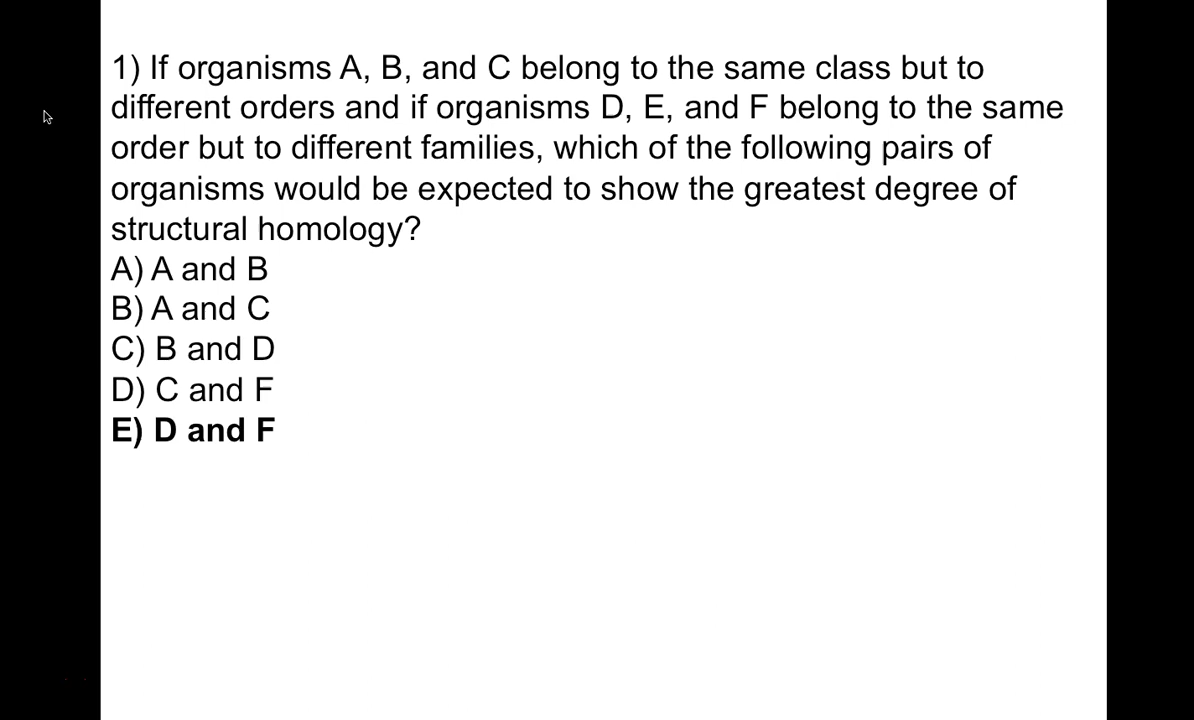 1) If organisms A, B, and C belong to the same class but to
different orders and if organisms D, E, and F belong to the same
order but to different families, which of the following pairs of
organisms would be expected to show the greatest degree of
structural homology?
A) A and B
B) A and C
C) B and D
D) C and F
E) D and F